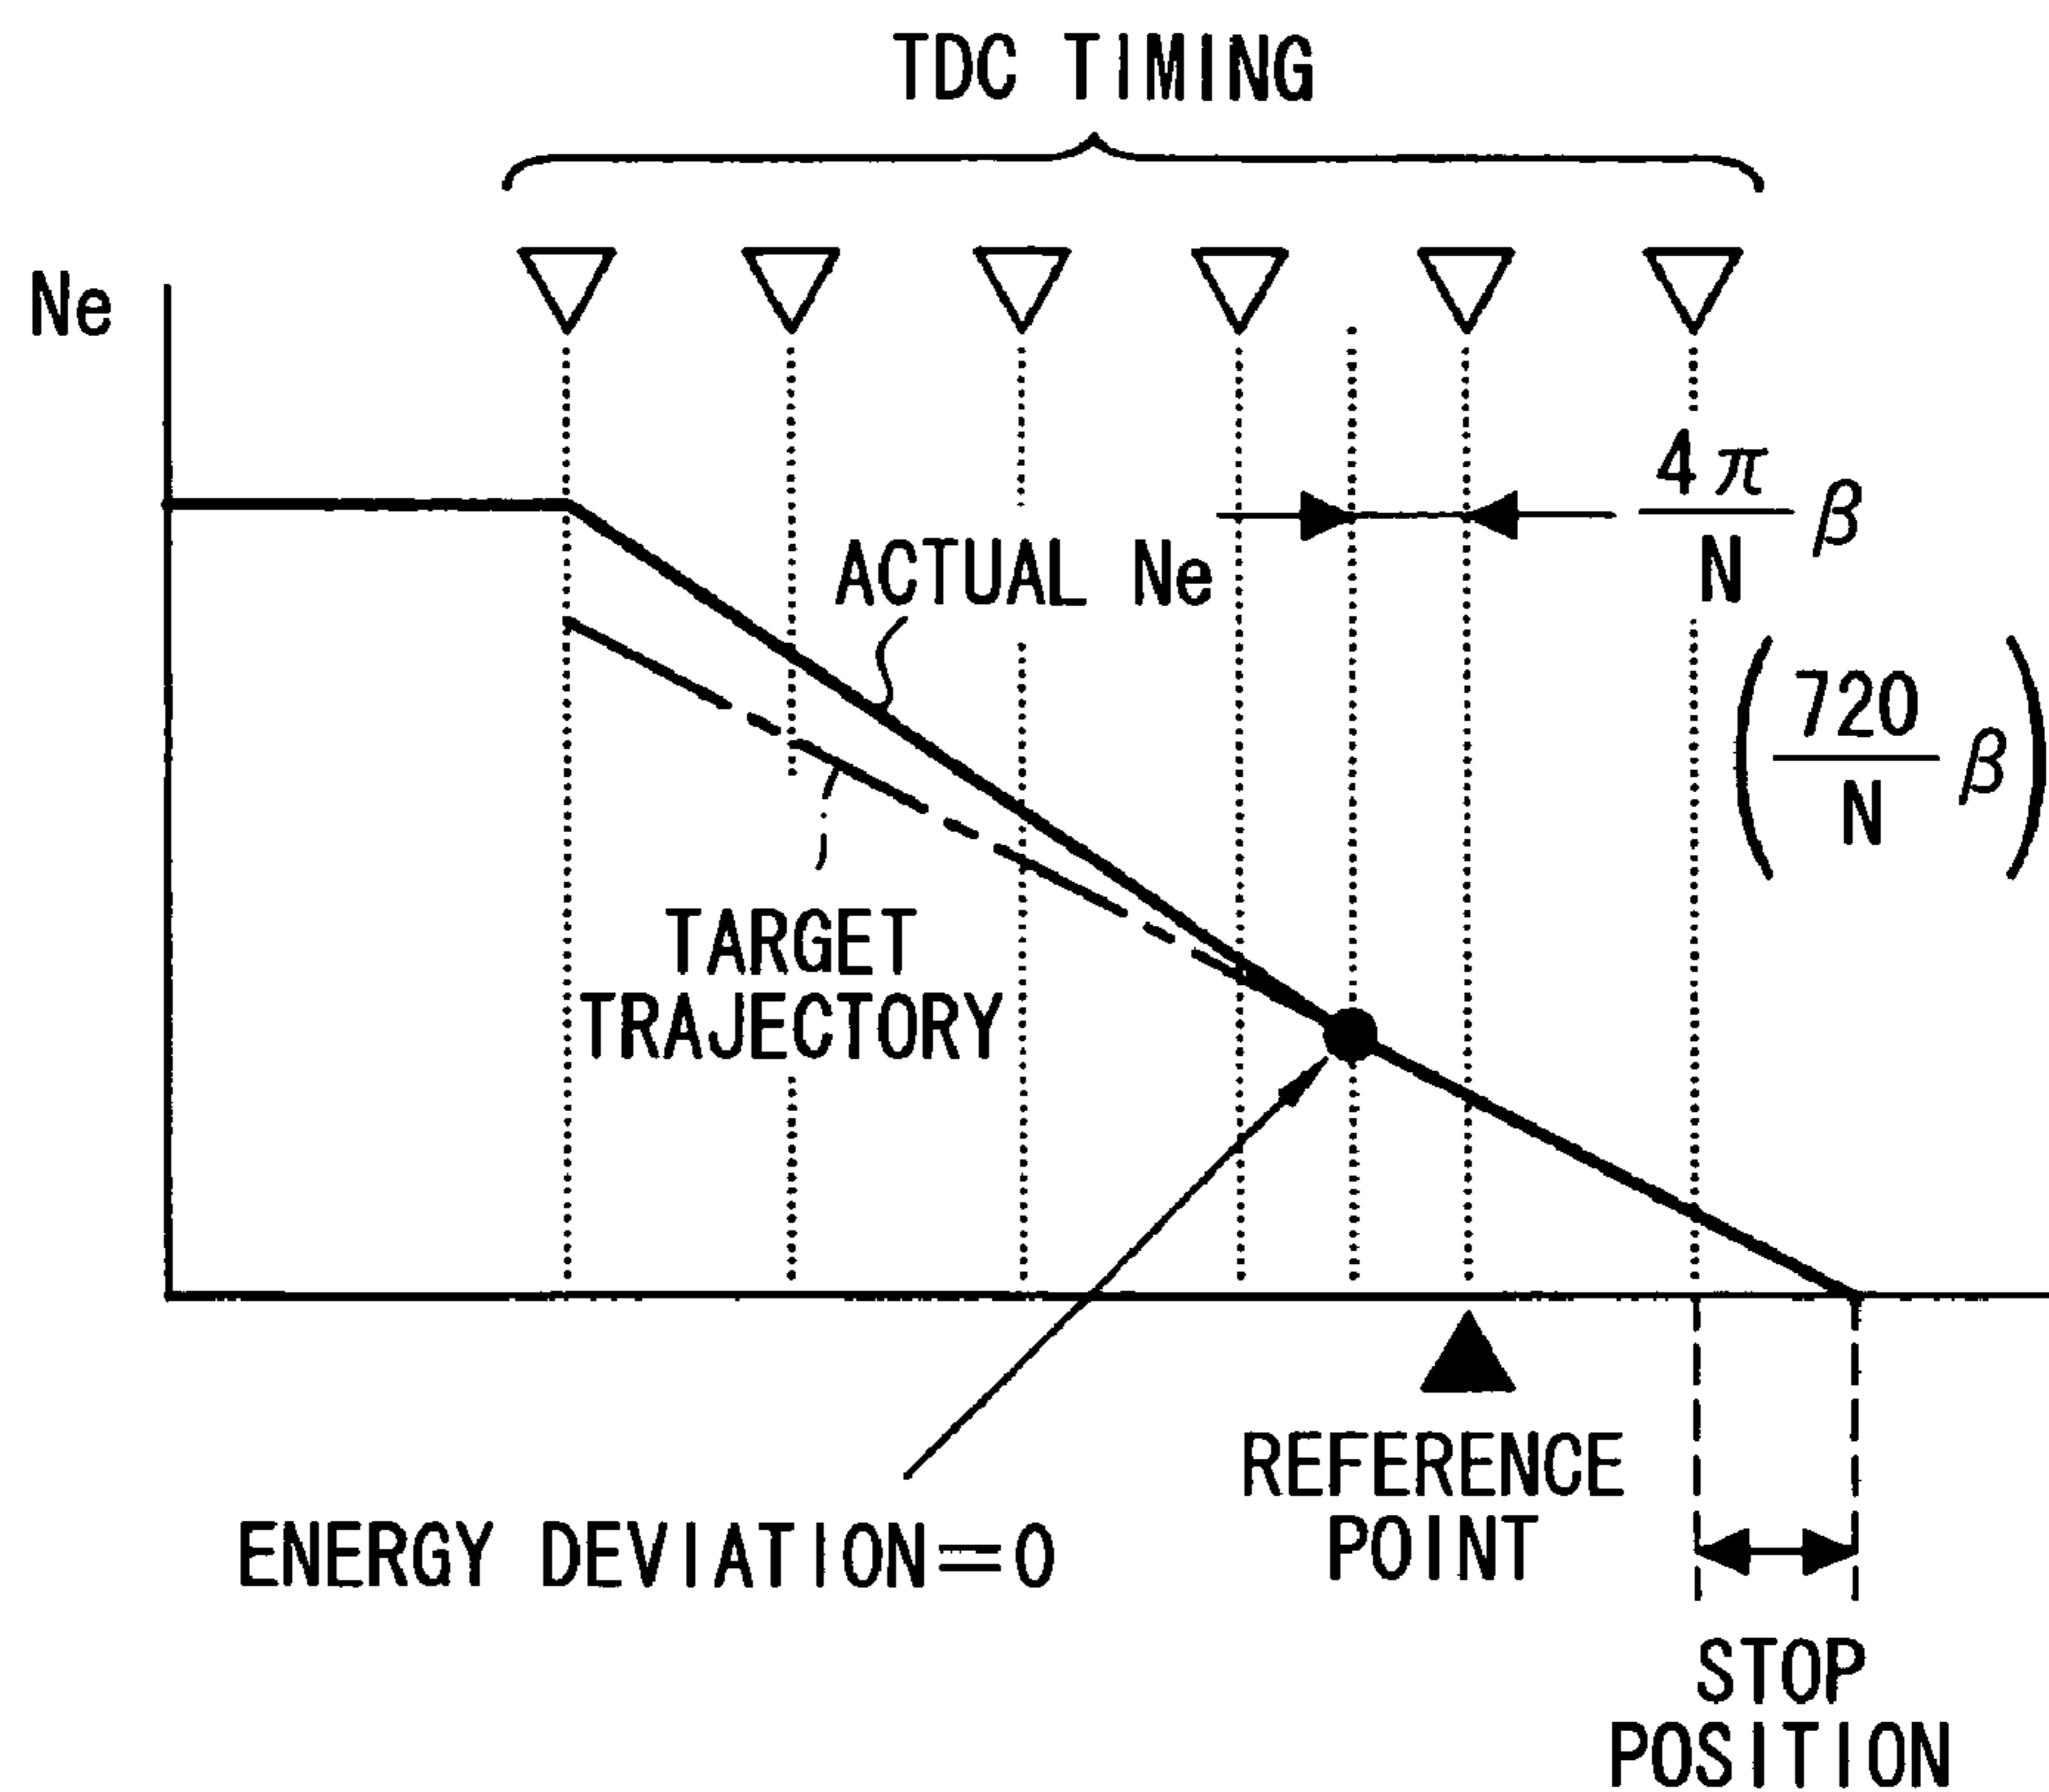 TDC TIMING
Ne
4π
N
β
ACTUAL Ne
(720
N
β)
TARGET
TRAJECTORY
REFERENCE
POINT
ENERGY DEVIATION=0
STOP
POSITION